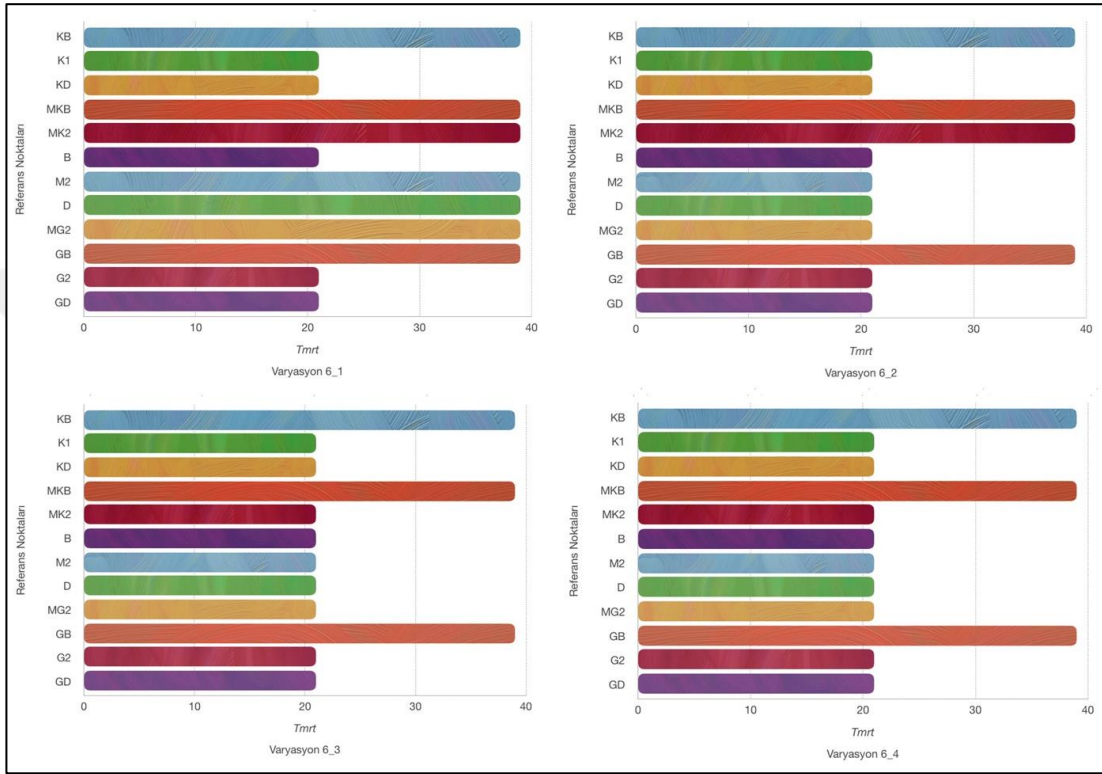 Referans Noktaları
KB
K1
KD
MKB
MK2
B
M2
D
MG2
GB
G2
GD
0 10 20 30 40
Tmrt
Varyasyon 6_1
Referans Noktaları
KB
K1
KD
MKB
MK2
B
M2
D
MG2
GB
G2
GD
0 10 20 30 40
Tmrt
Varyasyon 6_2
Referans Noktaları
KB
K1
KD
MKB
MK2
B
M2
D
MG2
GB
G2
GD
0 10 20 30 40
Tmrt
Varyasyon 6_3
Referans Noktaları
KB
K1
KD
MKB
MK2
B
M2
D
MG2
GB
G2
GD
0 10 20 30 40
Tmrt
Varyasyon 6_4